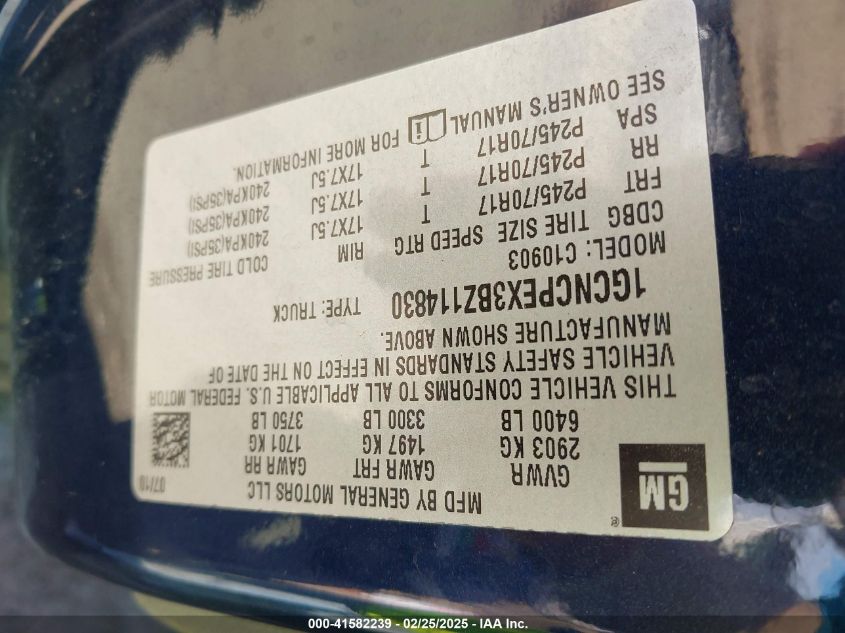 GM
®
MFD BY GENERAL MOTORS LLC 07/10
GVWR GAWR FRT GAWR RR
2903 KG 1497 KG 1701 KG
6400 LB 3300 LB 3750 LB
THIS VEHICLE CONFORMS TO ALL APPLICABLE U.S. FEDERAL MOTOR
VEHICLE SAFETY STANDARDS IN EFFECT ON THE DATE OF
MANUFACTURE SHOWN ABOVE.
1GCNCPEX3BZ114830 TYPE: TRUCK
MODEL: C10903
CDBG TIRE SIZE SPEED RTG RIM COLD TIRE PRESSURE
FRT P245/70R17 T 17X7.5J 240KPA(35PSI)
RR P245/70R17 T 17X7.5J 240KPA(35PSI)
SPA P245/70R17 T 17X7.5J 240KPA(35PSI)
SEE OWNER'S MANUAL i FOR MORE INFORMATION.
000-41582239 - 02/25/2025 - IAA Inc.